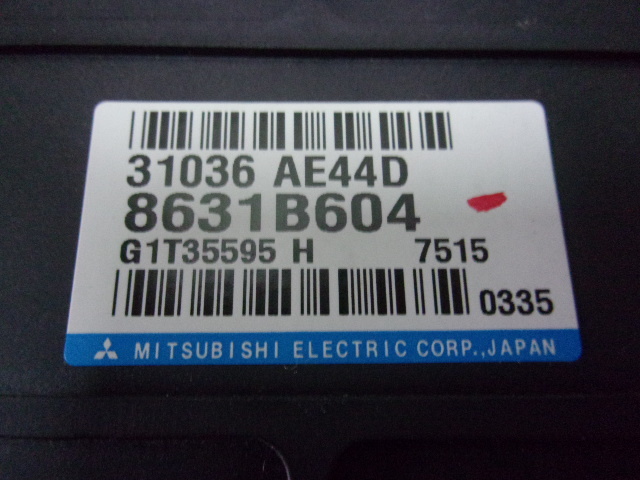 31036 AE44D
8631B604
G1T35595 H 7515
0335
MITSUBISHI ELECTRIC CORP.,JAPAN